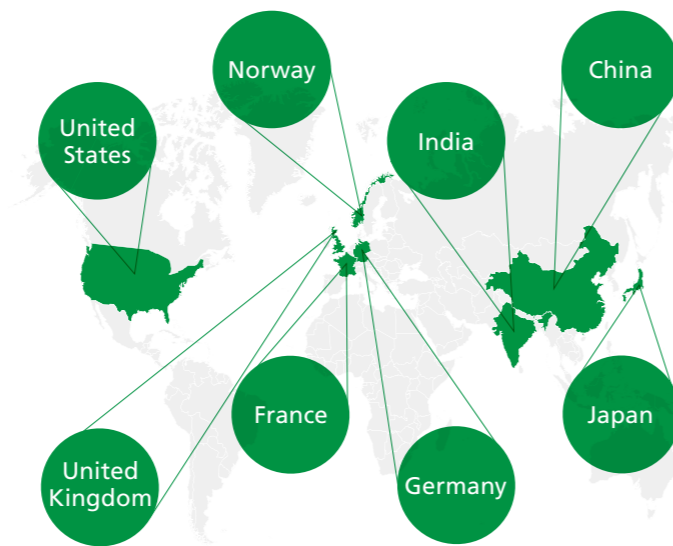 Norway
China
United
States
India
France
Japan
United
Kingdom
Germany